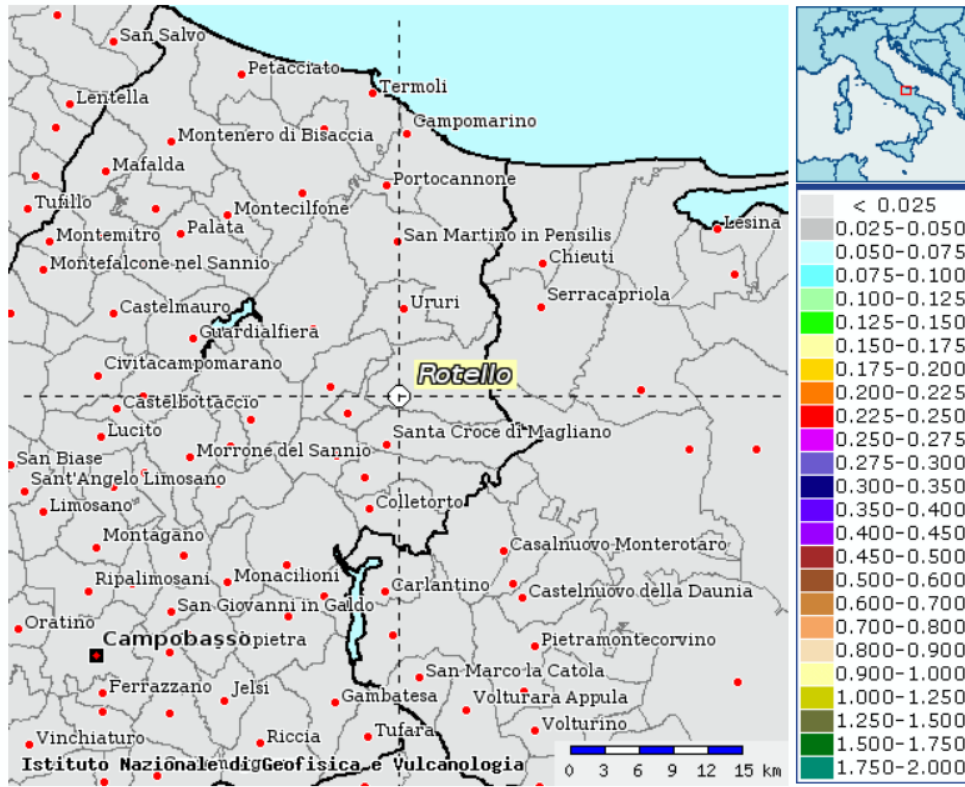 San Salvo
Petacciato
Termoli
Lentella
Campomarino
Montenero di Bisaccia
Mafalda
Portocannone
Tufillo
Montecilfone
Lesina
Palata
San Martino in Pensilis
Montemitro
Chieuti
Montefalcone nel Sannio
Serracapriola
Castelmauro
Ururi
Guardialfiera
Civitacampomarano
Rotello
Castelbottaccio
Lucito
Santa Croce di Magliano
Morrone del Sannio
San Biase
Sant'Angelo Limosano
Limosano
Colletorto
Montagano
Casalnuovo Monterotaro
Ripalimosani
Monacilioni
Carlantino
Castelnuovo della Daunia
San Giovanni in Galdo
Oratino
Campobasso
pietra
Pietramontecorvino
San Marco la Catola
Ferrazzano
Jelsi
Gambatesa
Volturara Appula
Vinchiaturo
Riccia
Tufara
Volturino
Istituto Nazionale di Geofisica e Vulcanologia
0 3 6 9 12 15 km
< 0.025
0.025-0.050
0.050-0.075
0.075-0.100
0.100-0.125
0.125-0.150
0.150-0.175
0.175-0.200
0.200-0.225
0.225-0.250
0.250-0.275
0.275-0.300
0.300-0.350
0.350-0.400
0.400-0.450
0.450-0.500
0.500-0.600
0.600-0.700
0.700-0.800
0.800-0.900
0.900-1.000
1.000-1.250
1.250-1.500
1.500-1.750
1.750-2.000